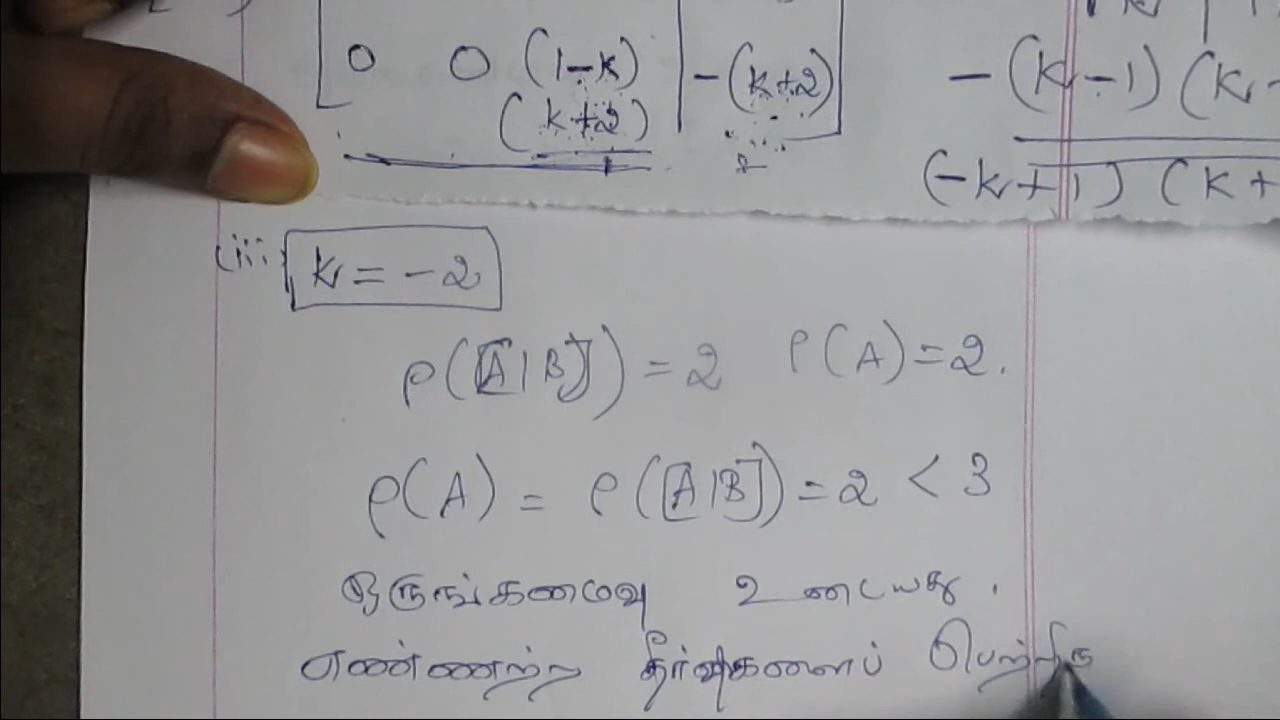 0 0 (1-k) -(k+2) -(k-1)(k-
(k+2)
(-k+1)(k+
(iii) k = -2
ρ([A|B]) = 2 ρ(A) = 2.
ρ(A) = ρ([A|B]) = 2 < 3
ஒருங்கமைவு உடையது.
எண்ணற்ற தீர்வுகளைப் பெற்றிரு